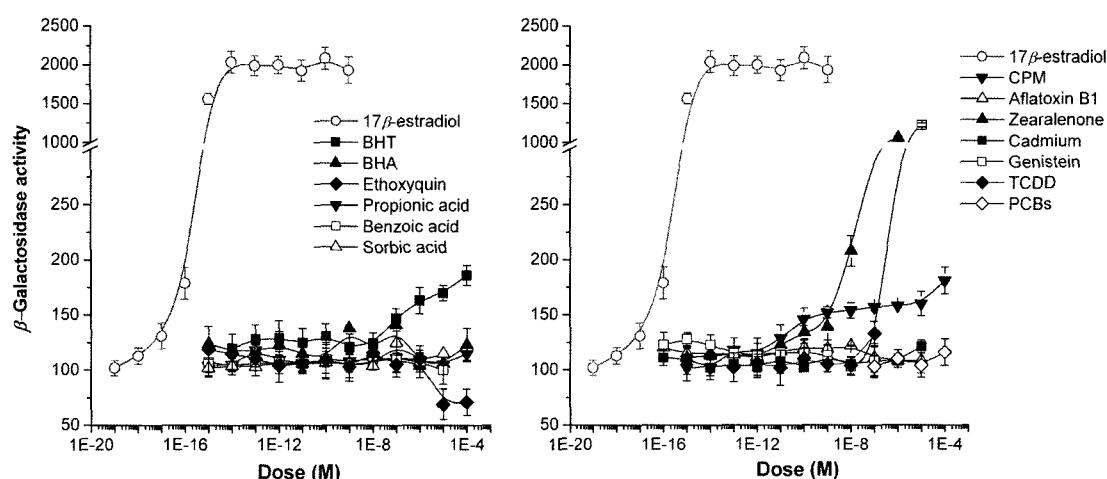 β-Galactosidase activity
2500
2000
1500
1000
250
200
150
100
50
17β-estradiol
BHT
BHA
Ethoxyquin
Propionic acid
Benzoic acid
Sorbic acid
1E-20 1E-16 1E-12 1E-8 1E-4
Dose (M)
2500
2000
1500
1000
250
200
150
100
50
17β-estradiol
CPM
Aflatoxin B1
Zearalenone
Cadmium
Genistein
TCDD
PCBs
1E-20 1E-16 1E-12 1E-8 1E-4
Dose (M)